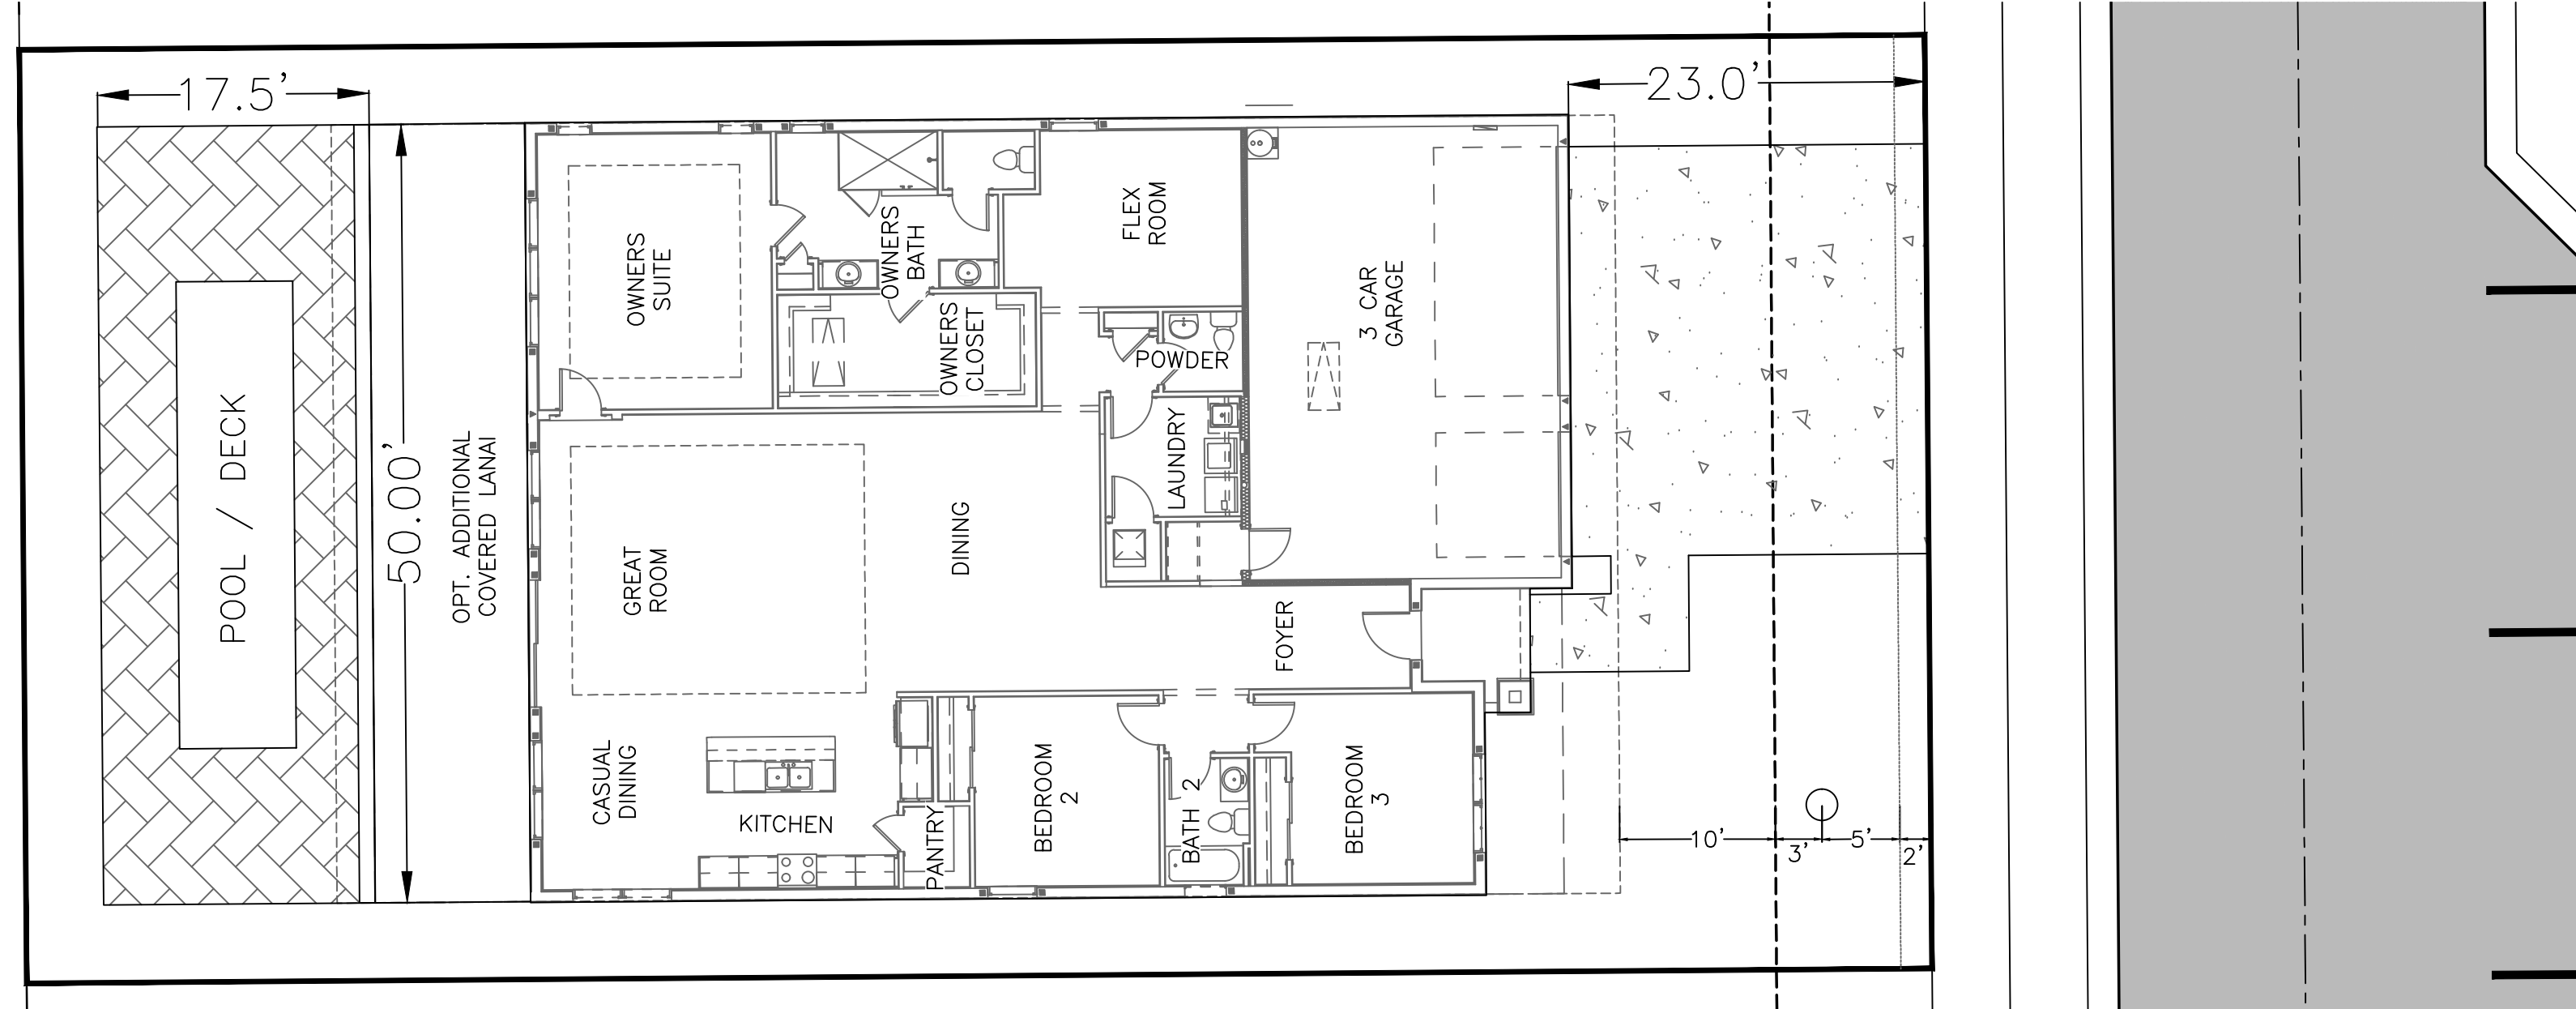 17.5'
23.0'
POOL / DECK
50.00'
OPT. ADDITIONAL
COVERED LANAI
OWNERS
SUITE
OWNERS
BATH
OWNERS
CLOSET
FLEX
ROOM
POWDER
LAUNDRY
3 CAR
GARAGE
GREAT
ROOM
DINING
FOYER
CASUAL
DINING
KITCHEN
PANTRY
BEDROOM
2
BATH 2
BEDROOM
3
10'
3'
5'
2'